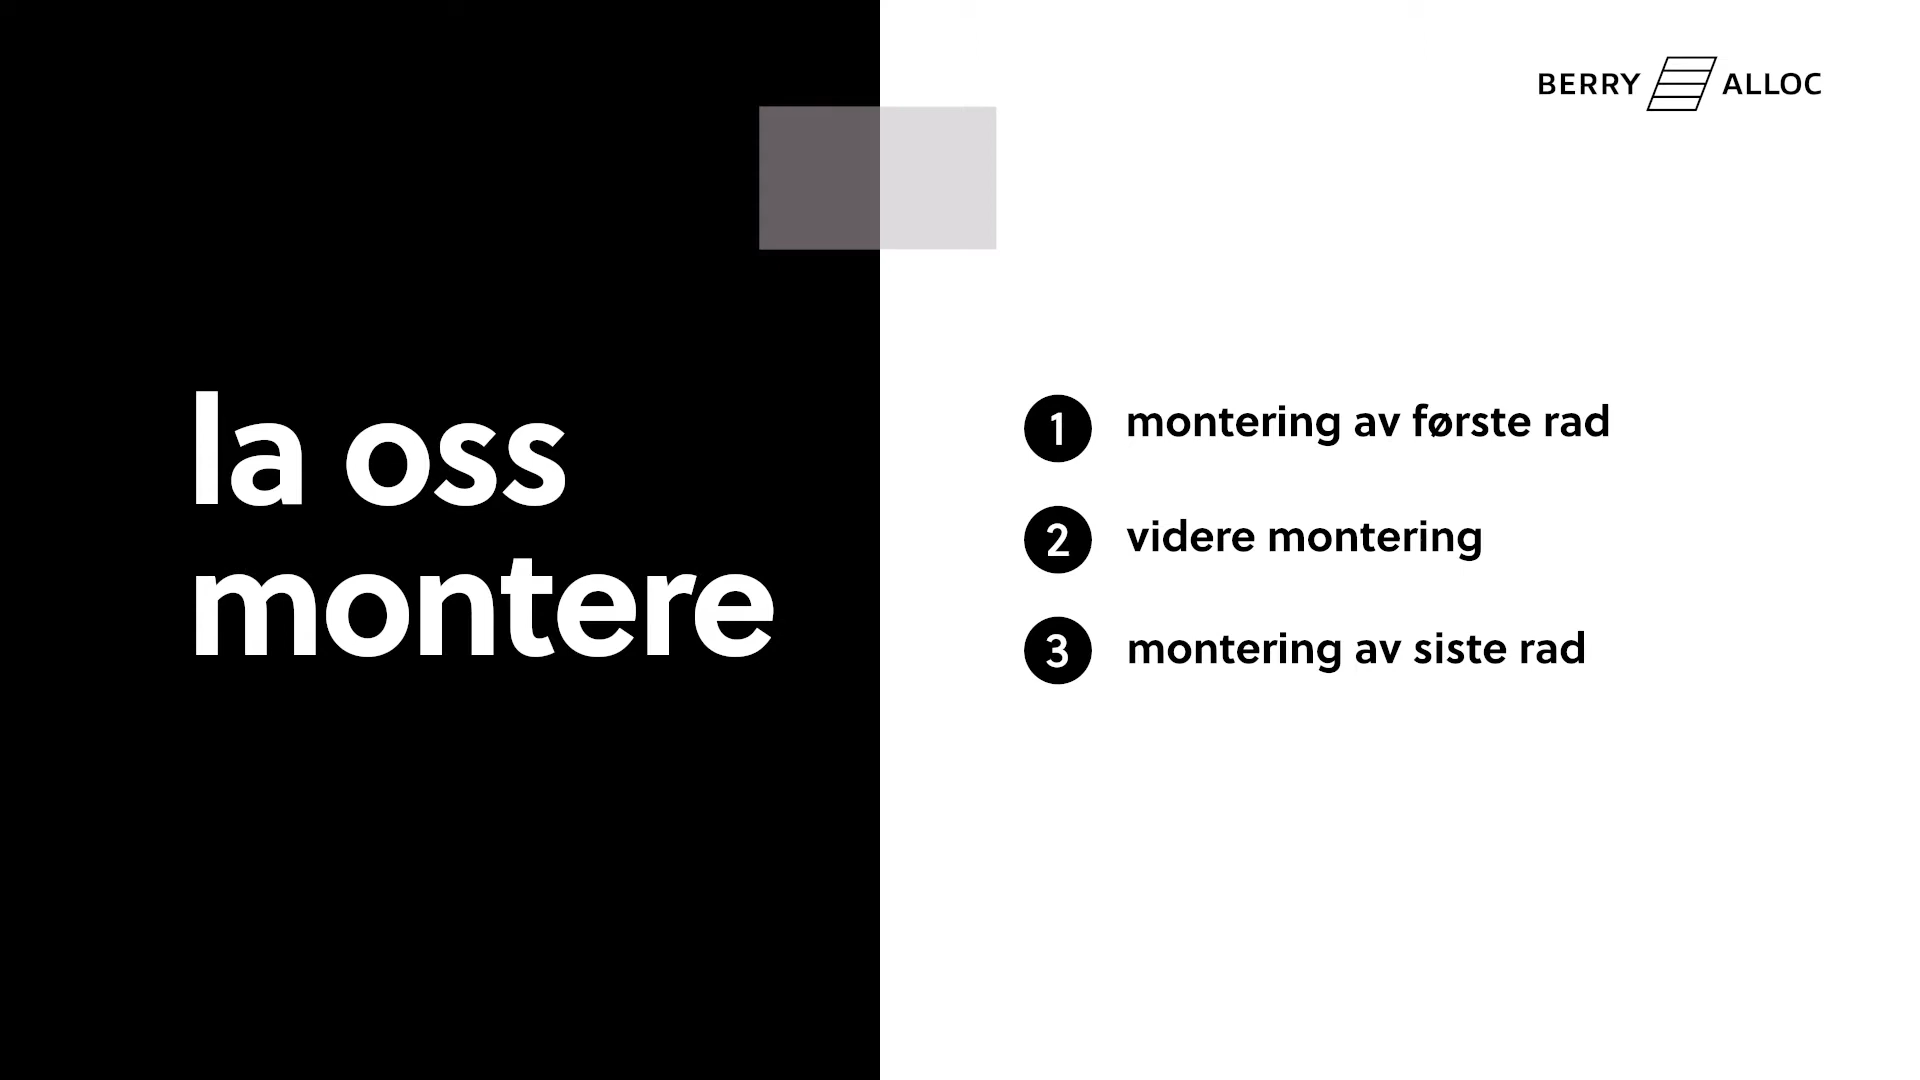 BERRY ALLOC
la oss
montere
1 montering av første rad
2 videre montering
3 montering av siste rad